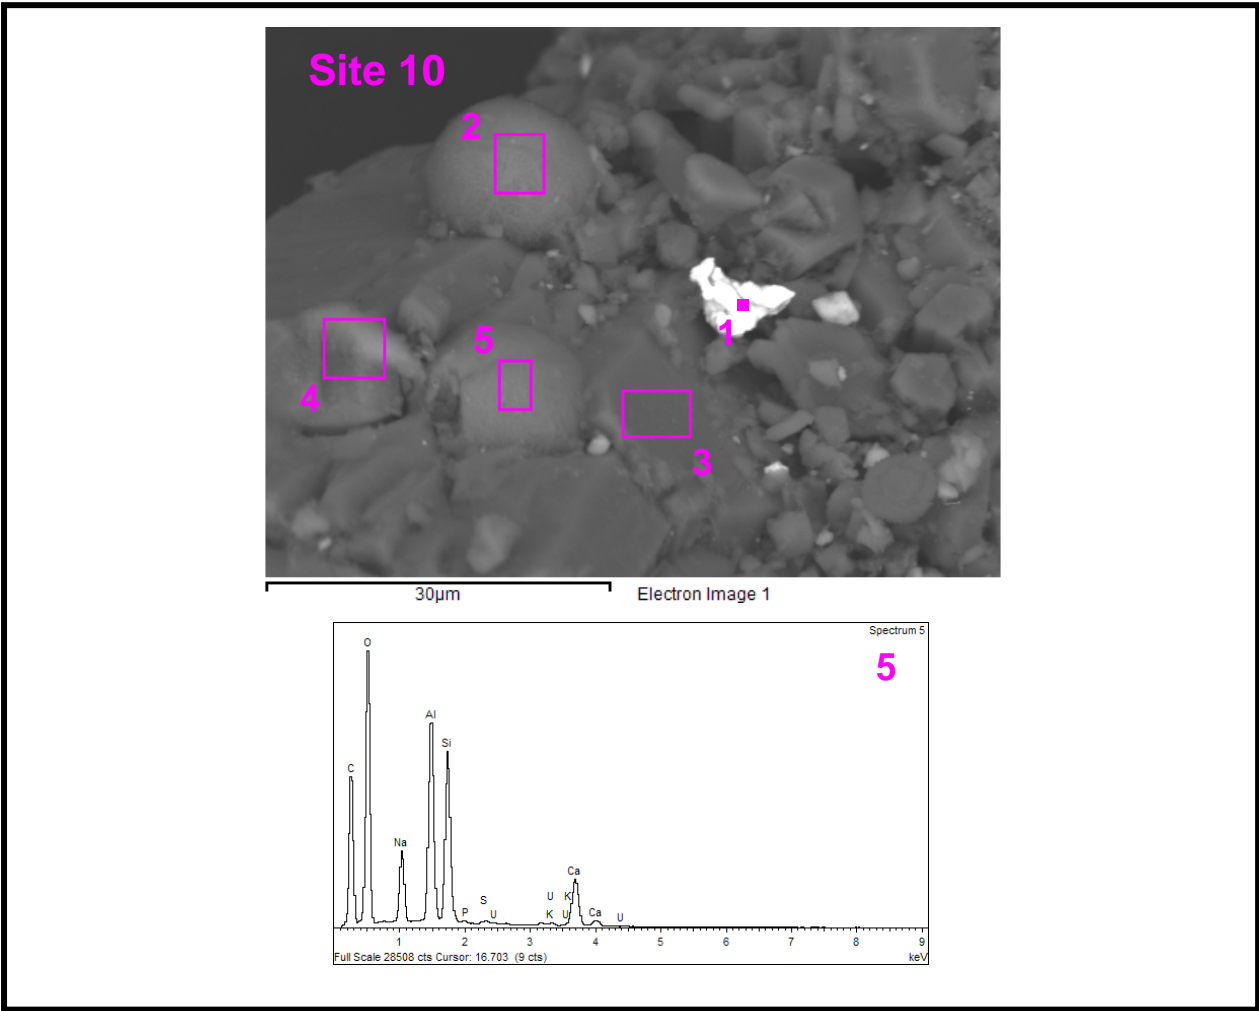 Site 10
2
1
5
4
3
30µm
Electron Image 1
Spectrum 5
5
O
Al
Si
C
Na
Ca
S
U
K
P
U
K
U
Ca
U
1 2 3 4 5 6 7 8 9
Full Scale 28508 cts Cursor: 16.703 (9 cts)
keV